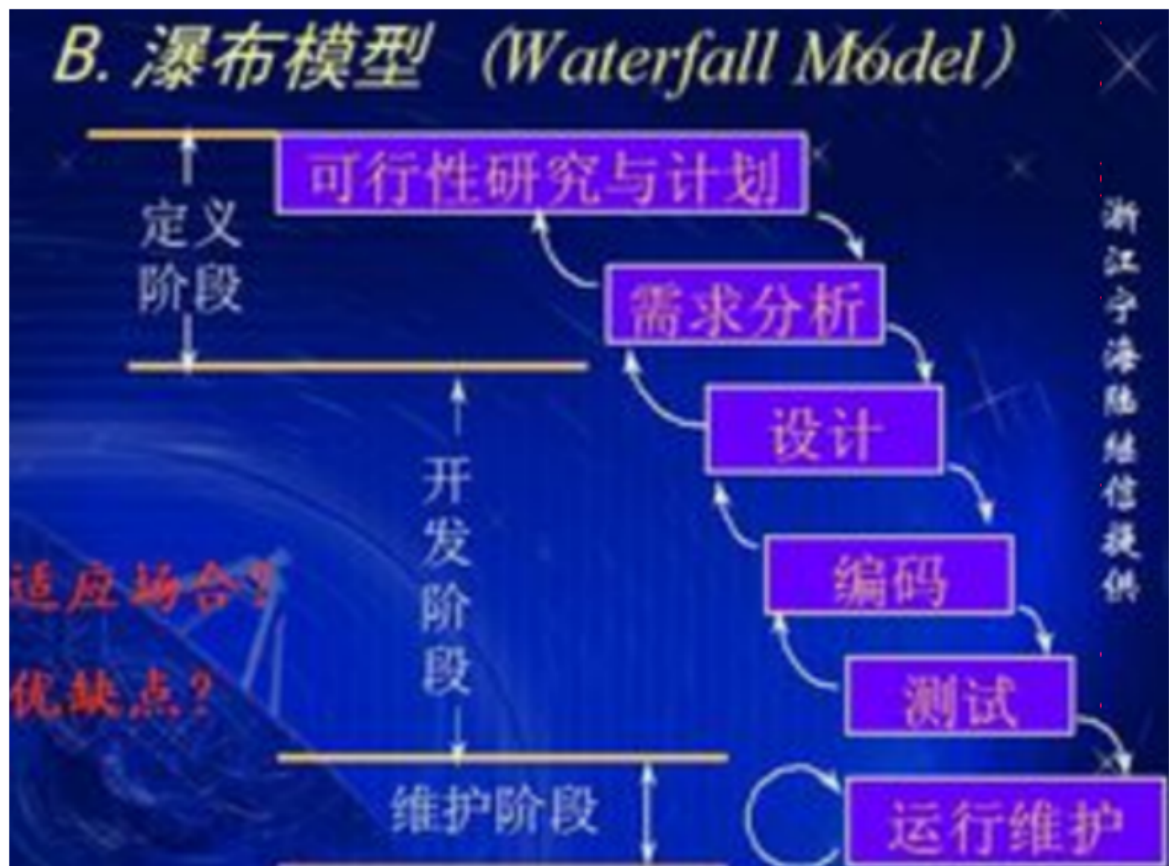 B. 瀑布模型 (Waterfall Model)
可行性研究与计划
定义
阶段
需求分析
设计
开发阶段
编码
适应场合?
测试
优缺点?
维护阶段
运行维护
浙江宁海陆继信提供